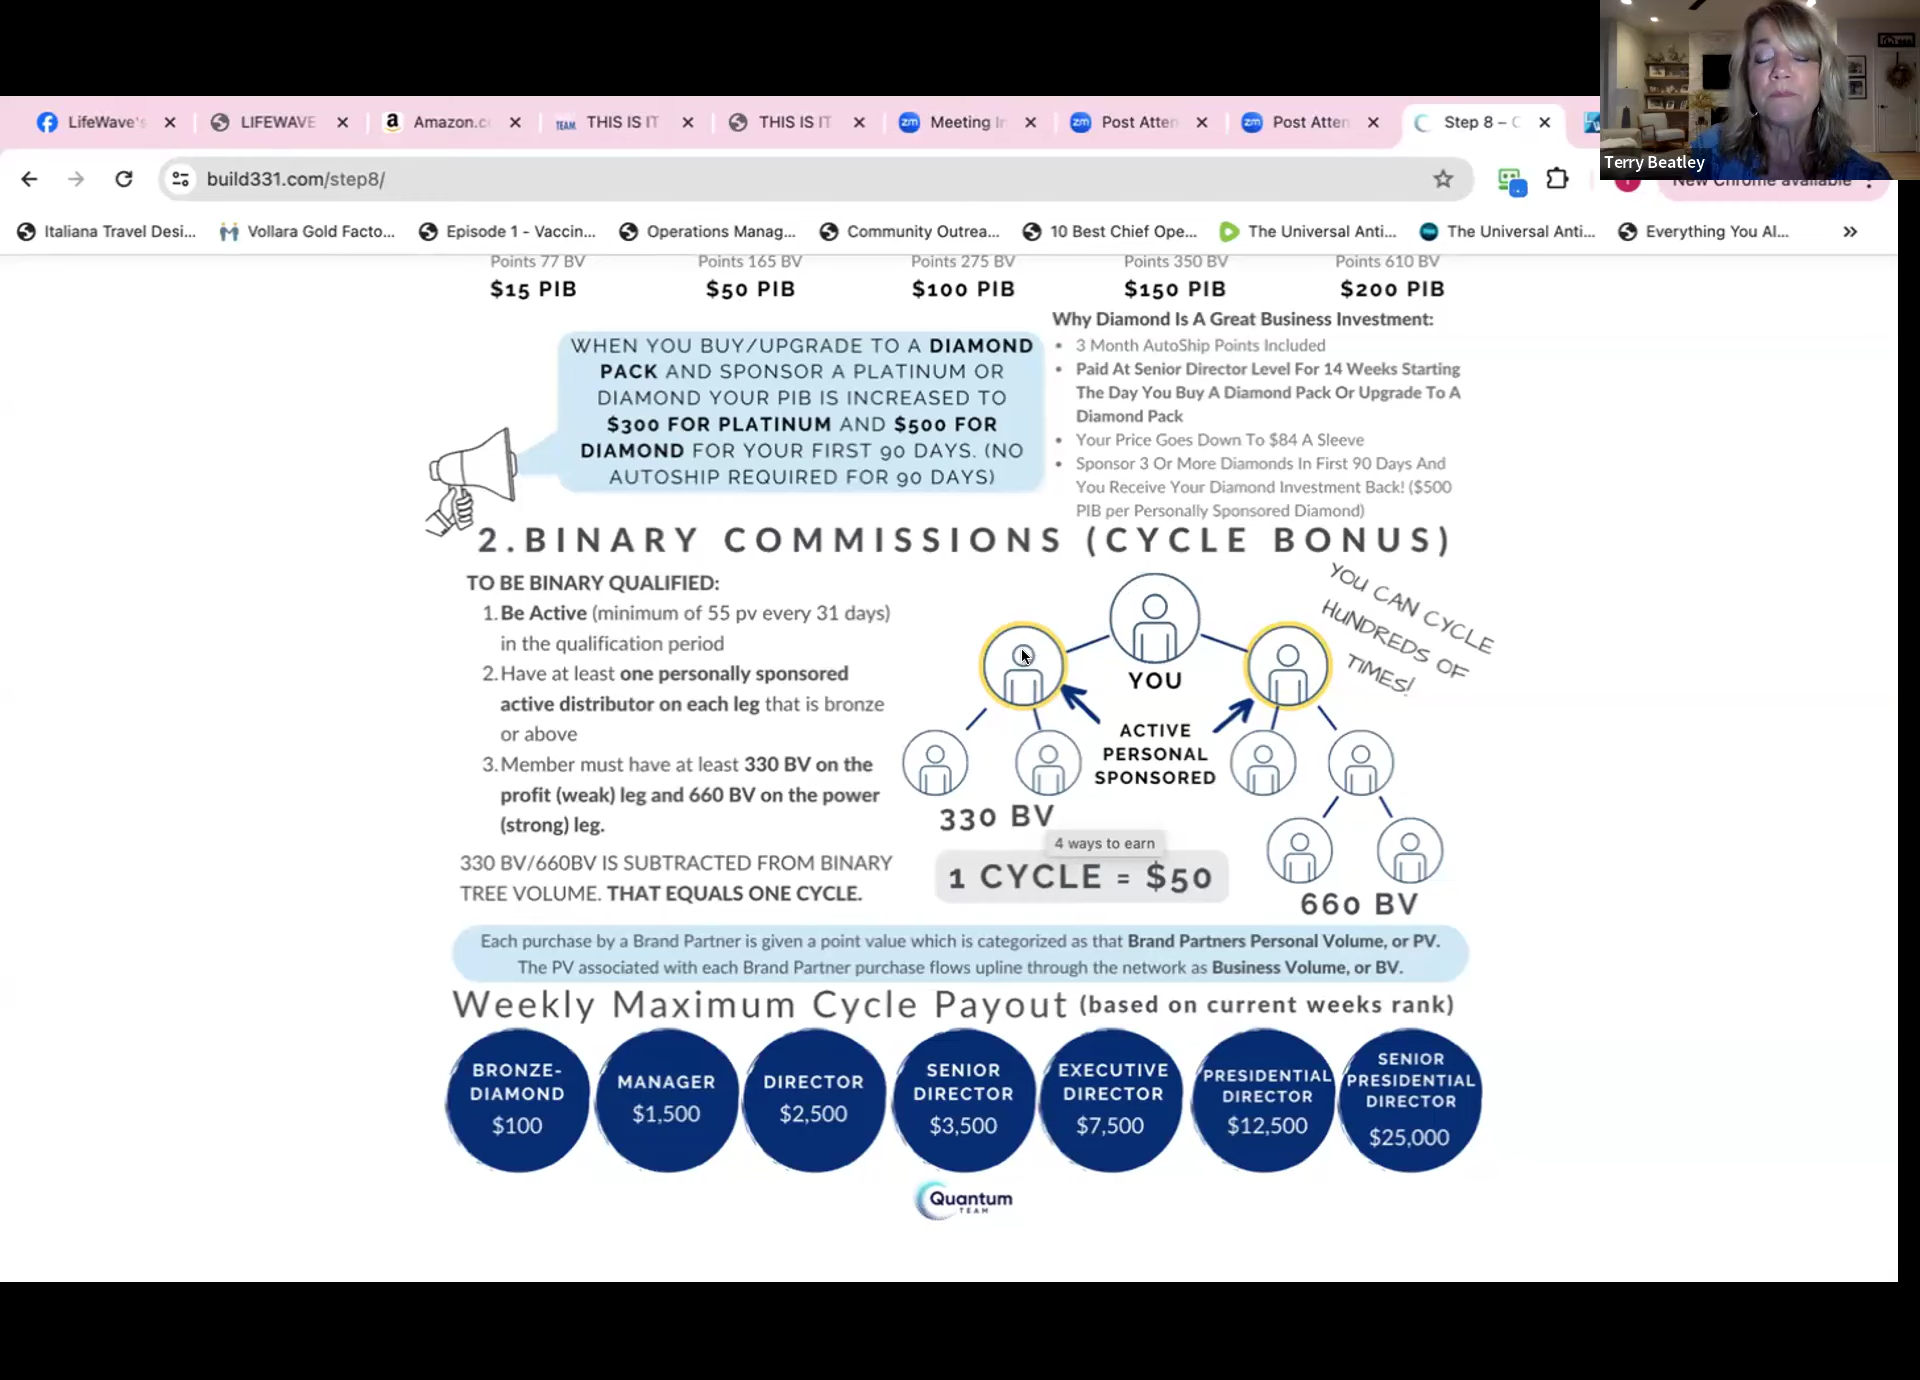 LifeWave's
LIFEWAVE
Amazon.c
TEAM THIS IS IT
THIS IS IT
Meeting In
Post Atten
Post Atten
Step 8 – C
Terry Beatley
build331.com/step8/
New Chrome available
Italiana Travel Desi...
Vollara Gold Facto...
Episode 1 - Vaccin...
Operations Manag...
Community Outrea...
10 Best Chief Ope...
The Universal Anti...
The Universal Anti...
Everything You Al...
Points 77 BV
Points 165 BV
Points 275 BV
Points 350 BV
Points 610 BV
$15 PIB
$50 PIB
$100 PIB
$150 PIB
$200 PIB
WHEN YOU BUY/UPGRADE TO A DIAMOND
PACK AND SPONSOR A PLATINUM OR
DIAMOND YOUR PIB IS INCREASED TO
$300 FOR PLATINUM AND $500 FOR
DIAMOND FOR YOUR FIRST 90 DAYS. (NO
AUTOSHIP REQUIRED FOR 90 DAYS)
Why Diamond Is A Great Business Investment:
• 3 Month AutoShip Points Included
• Paid At Senior Director Level For 14 Weeks Starting
The Day You Buy A Diamond Pack Or Upgrade To A
Diamond Pack
• Your Price Goes Down To $84 A Sleeve
• Sponsor 3 Or More Diamonds In First 90 Days And
You Receive Your Diamond Investment Back! ($500
PIB per Personally Sponsored Diamond)
2.BINARY COMMISSIONS (CYCLE BONUS)
TO BE BINARY QUALIFIED:
1. Be Active (minimum of 55 pv every 31 days)
in the qualification period
2. Have at least one personally sponsored
active distributor on each leg that is bronze
or above
3. Member must have at least 330 BV on the
profit (weak) leg and 660 BV on the power
(strong) leg.
330 BV/660BV IS SUBTRACTED FROM BINARY
TREE VOLUME. THAT EQUALS ONE CYCLE.
YOU CAN CYCLE
HUNDREDS OF
TIMES!
YOU
ACTIVE
PERSONAL
SPONSORED
330 BV
4 ways to earn
1 CYCLE = $50
660 BV
Each purchase by a Brand Partner is given a point value which is categorized as that Brand Partners Personal Volume, or PV.
The PV associated with each Brand Partner purchase flows upline through the network as Business Volume, or BV.
Weekly Maximum Cycle Payout (based on current weeks rank)
BRONZE-
DIAMOND
$100
MANAGER
$1,500
DIRECTOR
$2,500
SENIOR
DIRECTOR
$3,500
EXECUTIVE
DIRECTOR
$7,500
PRESIDENTIAL
DIRECTOR
$12,500
SENIOR
PRESIDENTIAL
DIRECTOR
$25,000
Quantum
TEAM